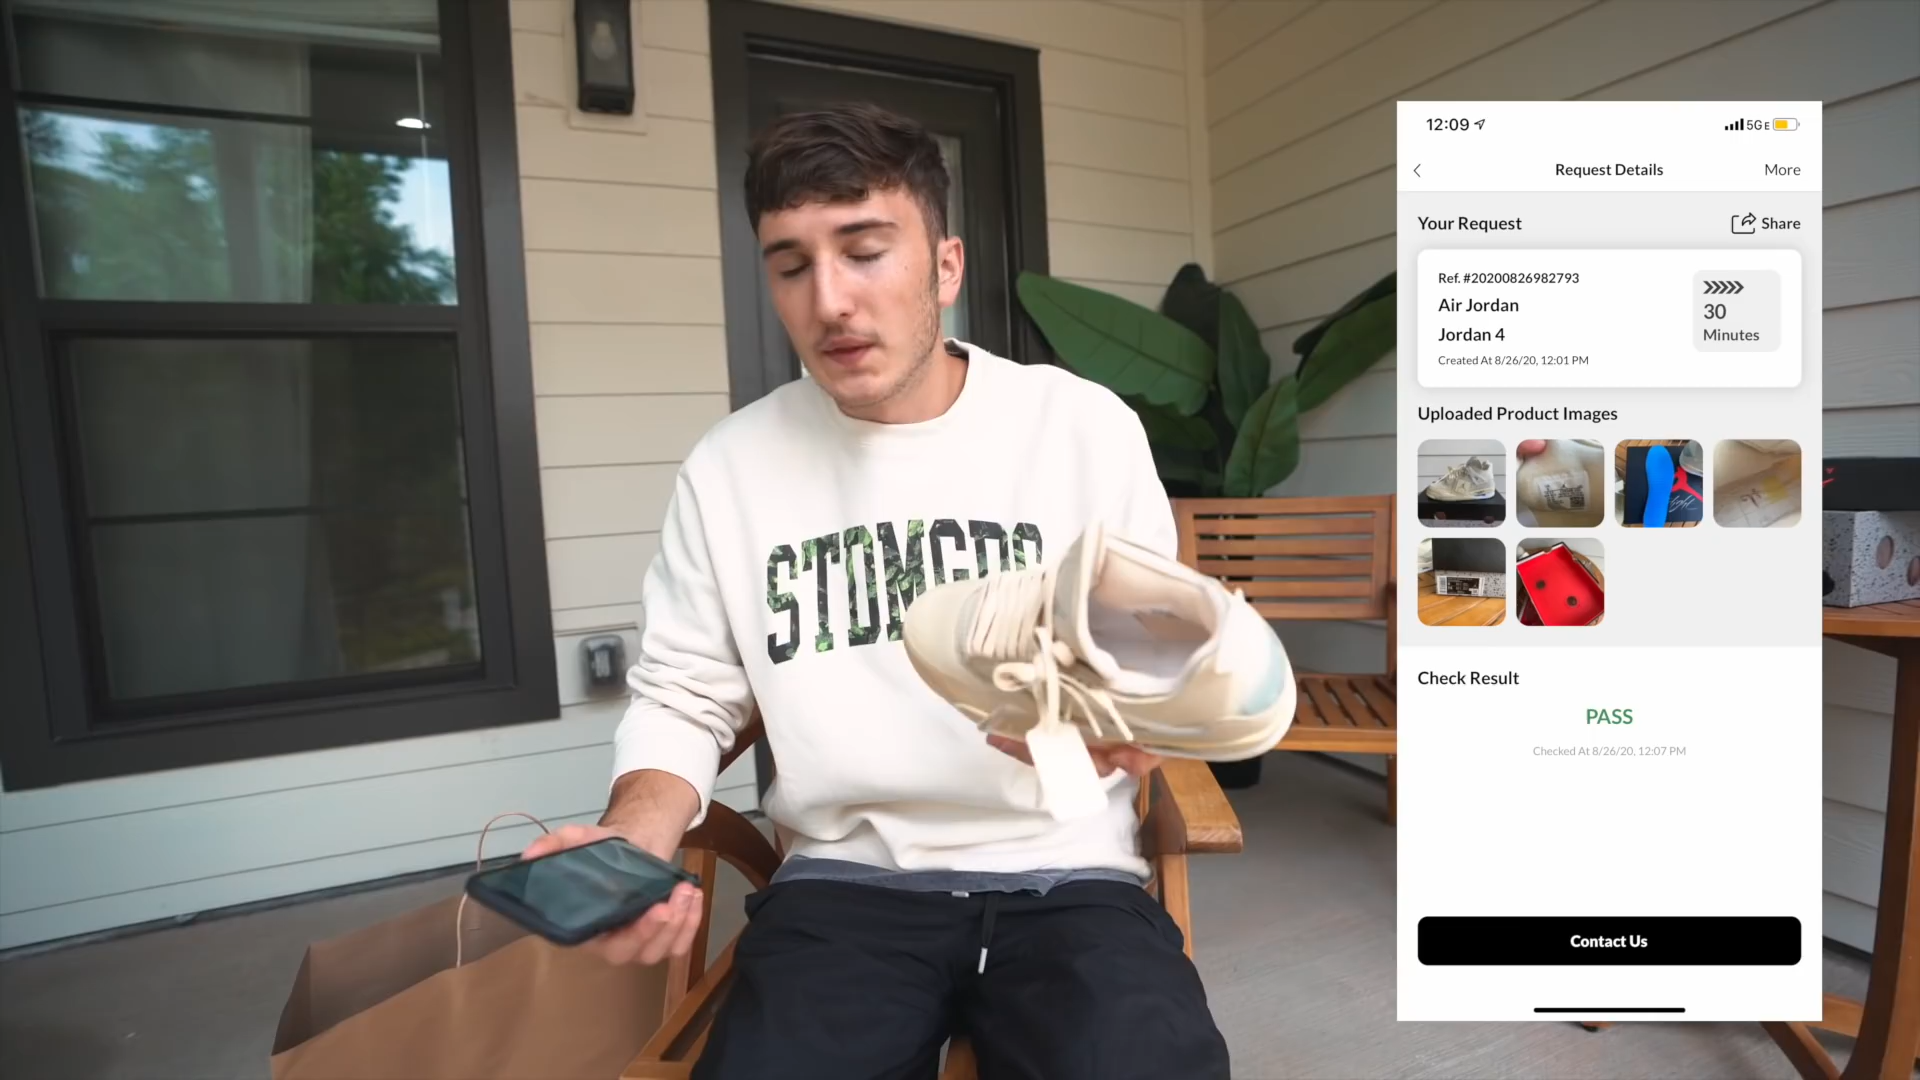 STDMGDS
12:09
5GE
Request Details
More
Your Request
Share
Ref. #20200826982793
Air Jordan
Jordan 4
Created At 8/26/20, 12:01 PM
30
Minutes
Uploaded Product Images
Check Result
PASS
Checked At 8/26/20, 12:07 PM
Contact Us